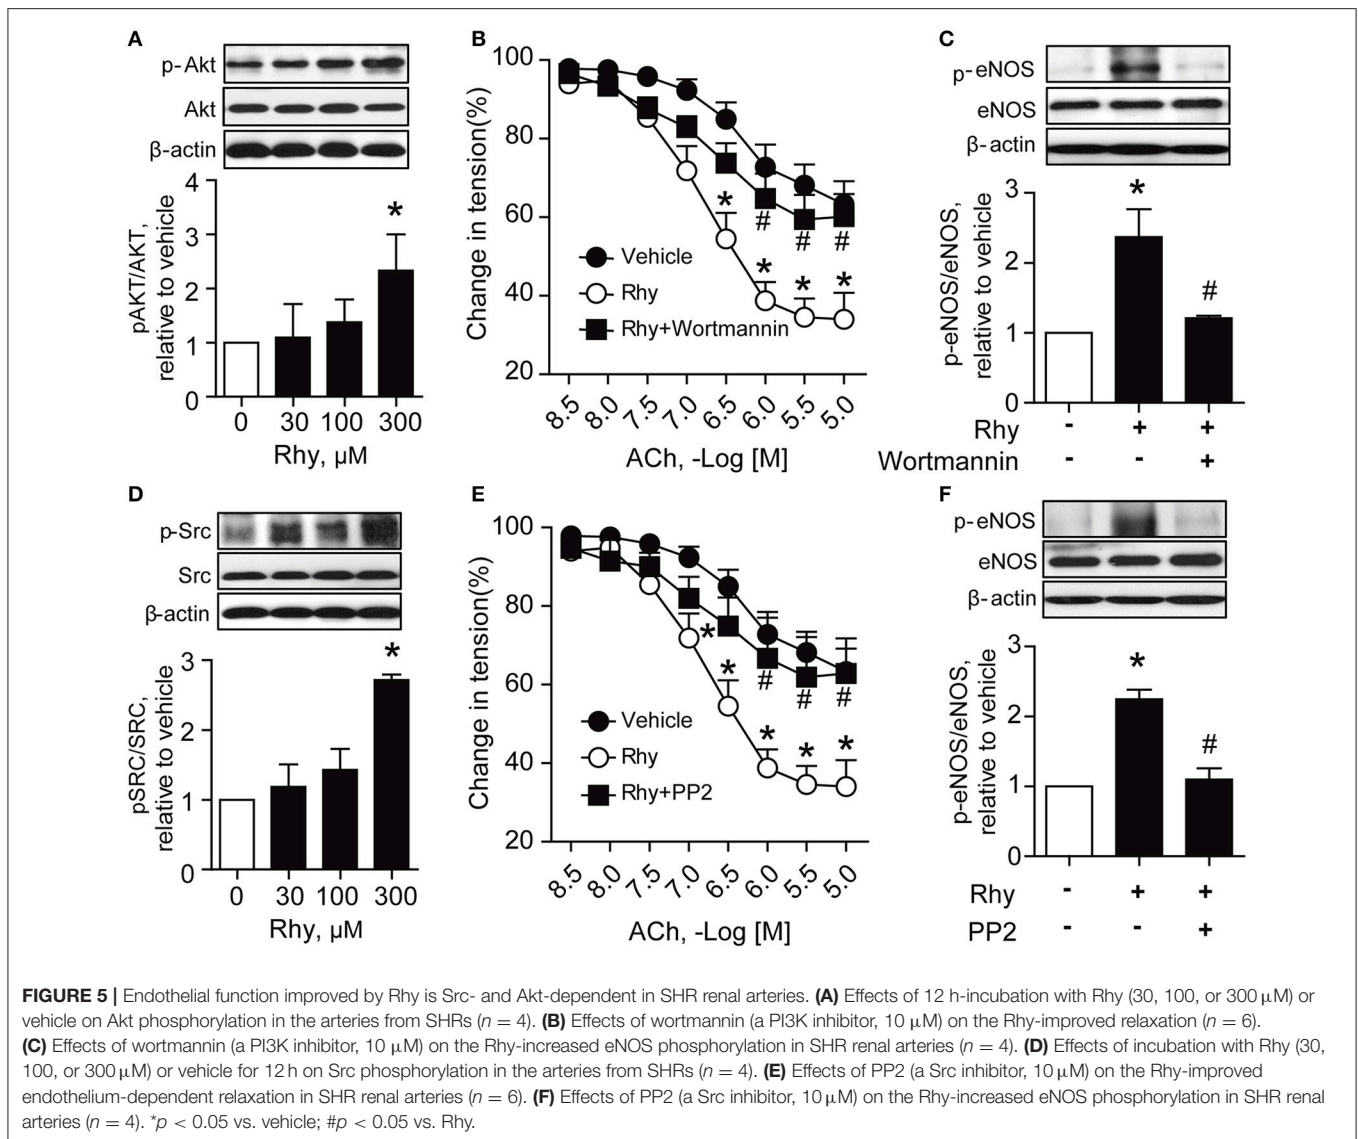 A
p-Akt
Akt
β-actin
pAKT/AKT,
relative to vehicle
4
3
2
1
0
*
0 30 100 300
Rhy, μM
B
Change in tension(%)
100
80
60
40
20
* # # #
* * *
Vehicle
Rhy
Rhy+Wortmannin
8.5 8.0 7.5 7.0 6.5 6.0 5.5 5.0
ACh, -Log [M]
C
p-eNOS
eNOS
β-actin
p-eNOS/eNOS,
relative to vehicle
3
2
1
0
*
#
Rhy - + +
Wortmannin - - +
D
p-Src
Src
β-actin
pSRC/SRC,
relative to vehicle
3
2
1
0
*
0 30 100 300
Rhy, μM
E
Change in tension(%)
100
80
60
40
20
*
* # # #
* * *
Vehicle
Rhy
Rhy+PP2
8.5 8.0 7.5 7.0 6.5 6.0 5.5 5.0
ACh, -Log [M]
F
p-eNOS
eNOS
β-actin
p-eNOS/eNOS,
relative to vehicle
3
2
1
0
*
#
Rhy - + +
PP2 - - +
FIGURE 5 | Endothelial function improved by Rhy is Src- and Akt-dependent in SHR renal arteries. (A) Effects of 12 h-incubation with Rhy (30, 100, or 300 μM) or
vehicle on Akt phosphorylation in the arteries from SHRs (n = 4). (B) Effects of wortmannin (a PI3K inhibitor, 10 μM) on the Rhy-improved relaxation (n = 6).
(C) Effects of wortmannin (a PI3K inhibitor, 10 μM) on the Rhy-increased eNOS phosphorylation in SHR renal arteries (n = 4). (D) Effects of incubation with Rhy (30,
100, or 300 μM) or vehicle for 12 h on Src phosphorylation in the arteries from SHRs (n = 4). (E) Effects of PP2 (a Src inhibitor, 10 μM) on the Rhy-improved
endothelium-dependent relaxation in SHR renal arteries (n = 6). (F) Effects of PP2 (a Src inhibitor, 10 μM) on the Rhy-increased eNOS phosphorylation in SHR renal
arteries (n = 4). *p < 0.05 vs. vehicle; #p < 0.05 vs. Rhy.